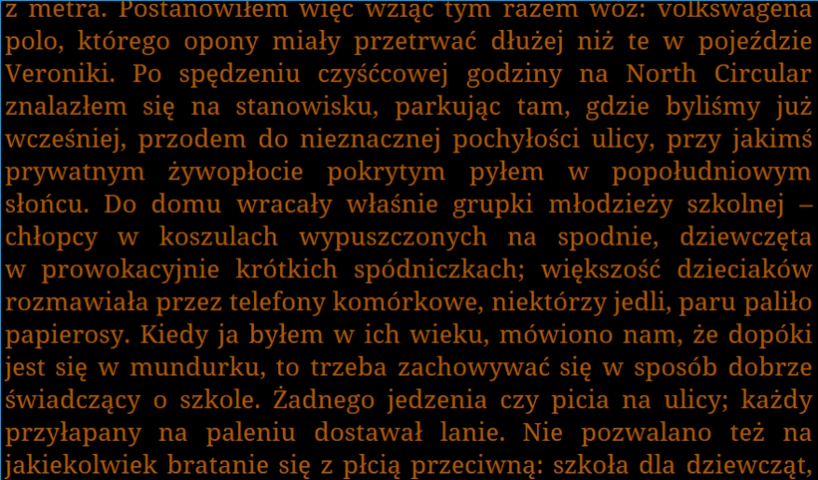 z metra. Postanowiłem więc wziąć tym razem wóz: volkswagena
polo, którego opony miały przetrwać dłużej niż te w pojeździe
Veroniki. Po spędzeniu czyśćcowej godziny na North Circular
znalazłem się na stanowisku, parkując tam, gdzie byliśmy już
wcześniej, przodem do nieznacznej pochyłości ulicy, przy jakimś
prywatnym żywopłocie pokrytym pyłem w popołudniowym
słońcu. Do domu wracały właśnie grupki młodzieży szkolnej –
chłopcy w koszulach wypuszczonych na spodnie, dziewczęta
w prowokacyjnie krótkich spódniczkach; większość dzieciaków
rozmawiała przez telefony komórkowe, niektórzy jedli, paru paliło
papierosy. Kiedy ja byłem w ich wieku, mówiono nam, że dopóki
jest się w mundurku, to trzeba zachowywać się w sposób dobrze
świadczący o szkole. Żadnego jedzenia czy picia na ulicy; każdy
przyłapany na paleniu dostawał lanie. Nie pozwalano też na
jakiekolwiek bratanie się z płcią przeciwną: szkoła dla dziewcząt,